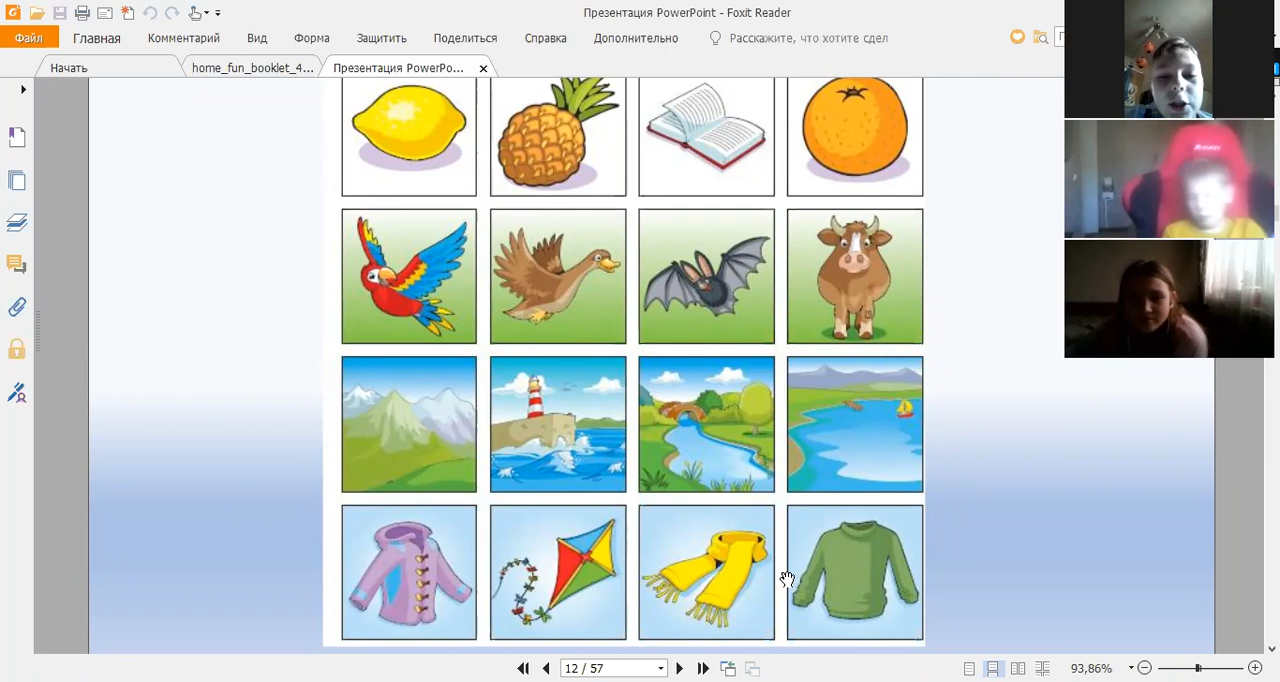 Презентация PowerPoint - Foxit Reader
Файл Главная Комментарий Вид Форма Защитить Поделиться Справка Дополнительно Расскажите, что хотите сделать
Начать home_fun_booklet_4... Презентация PowerPo...
12 / 57 93,86%